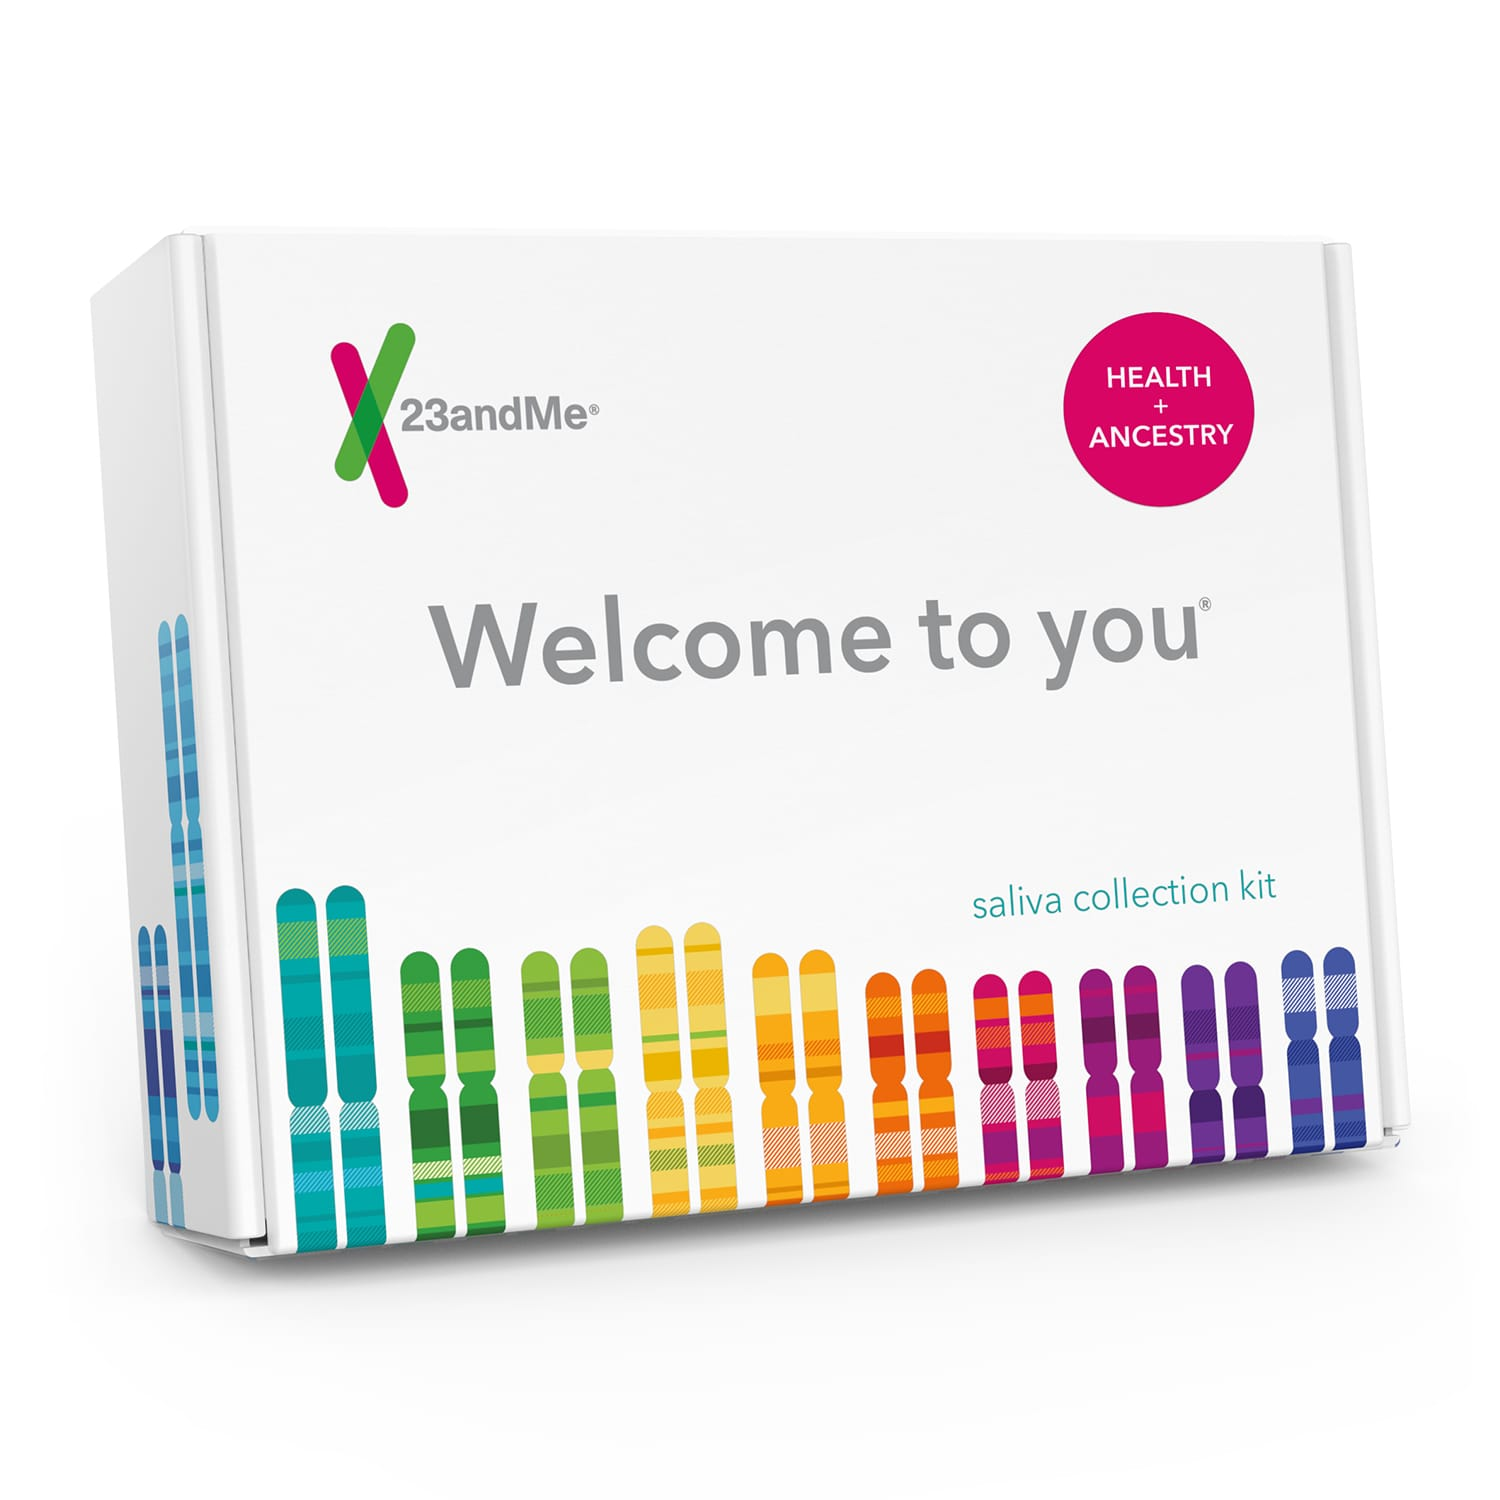 23andMe®
HEALTH
+
ANCESTRY
Welcome to you®
saliva collection kit